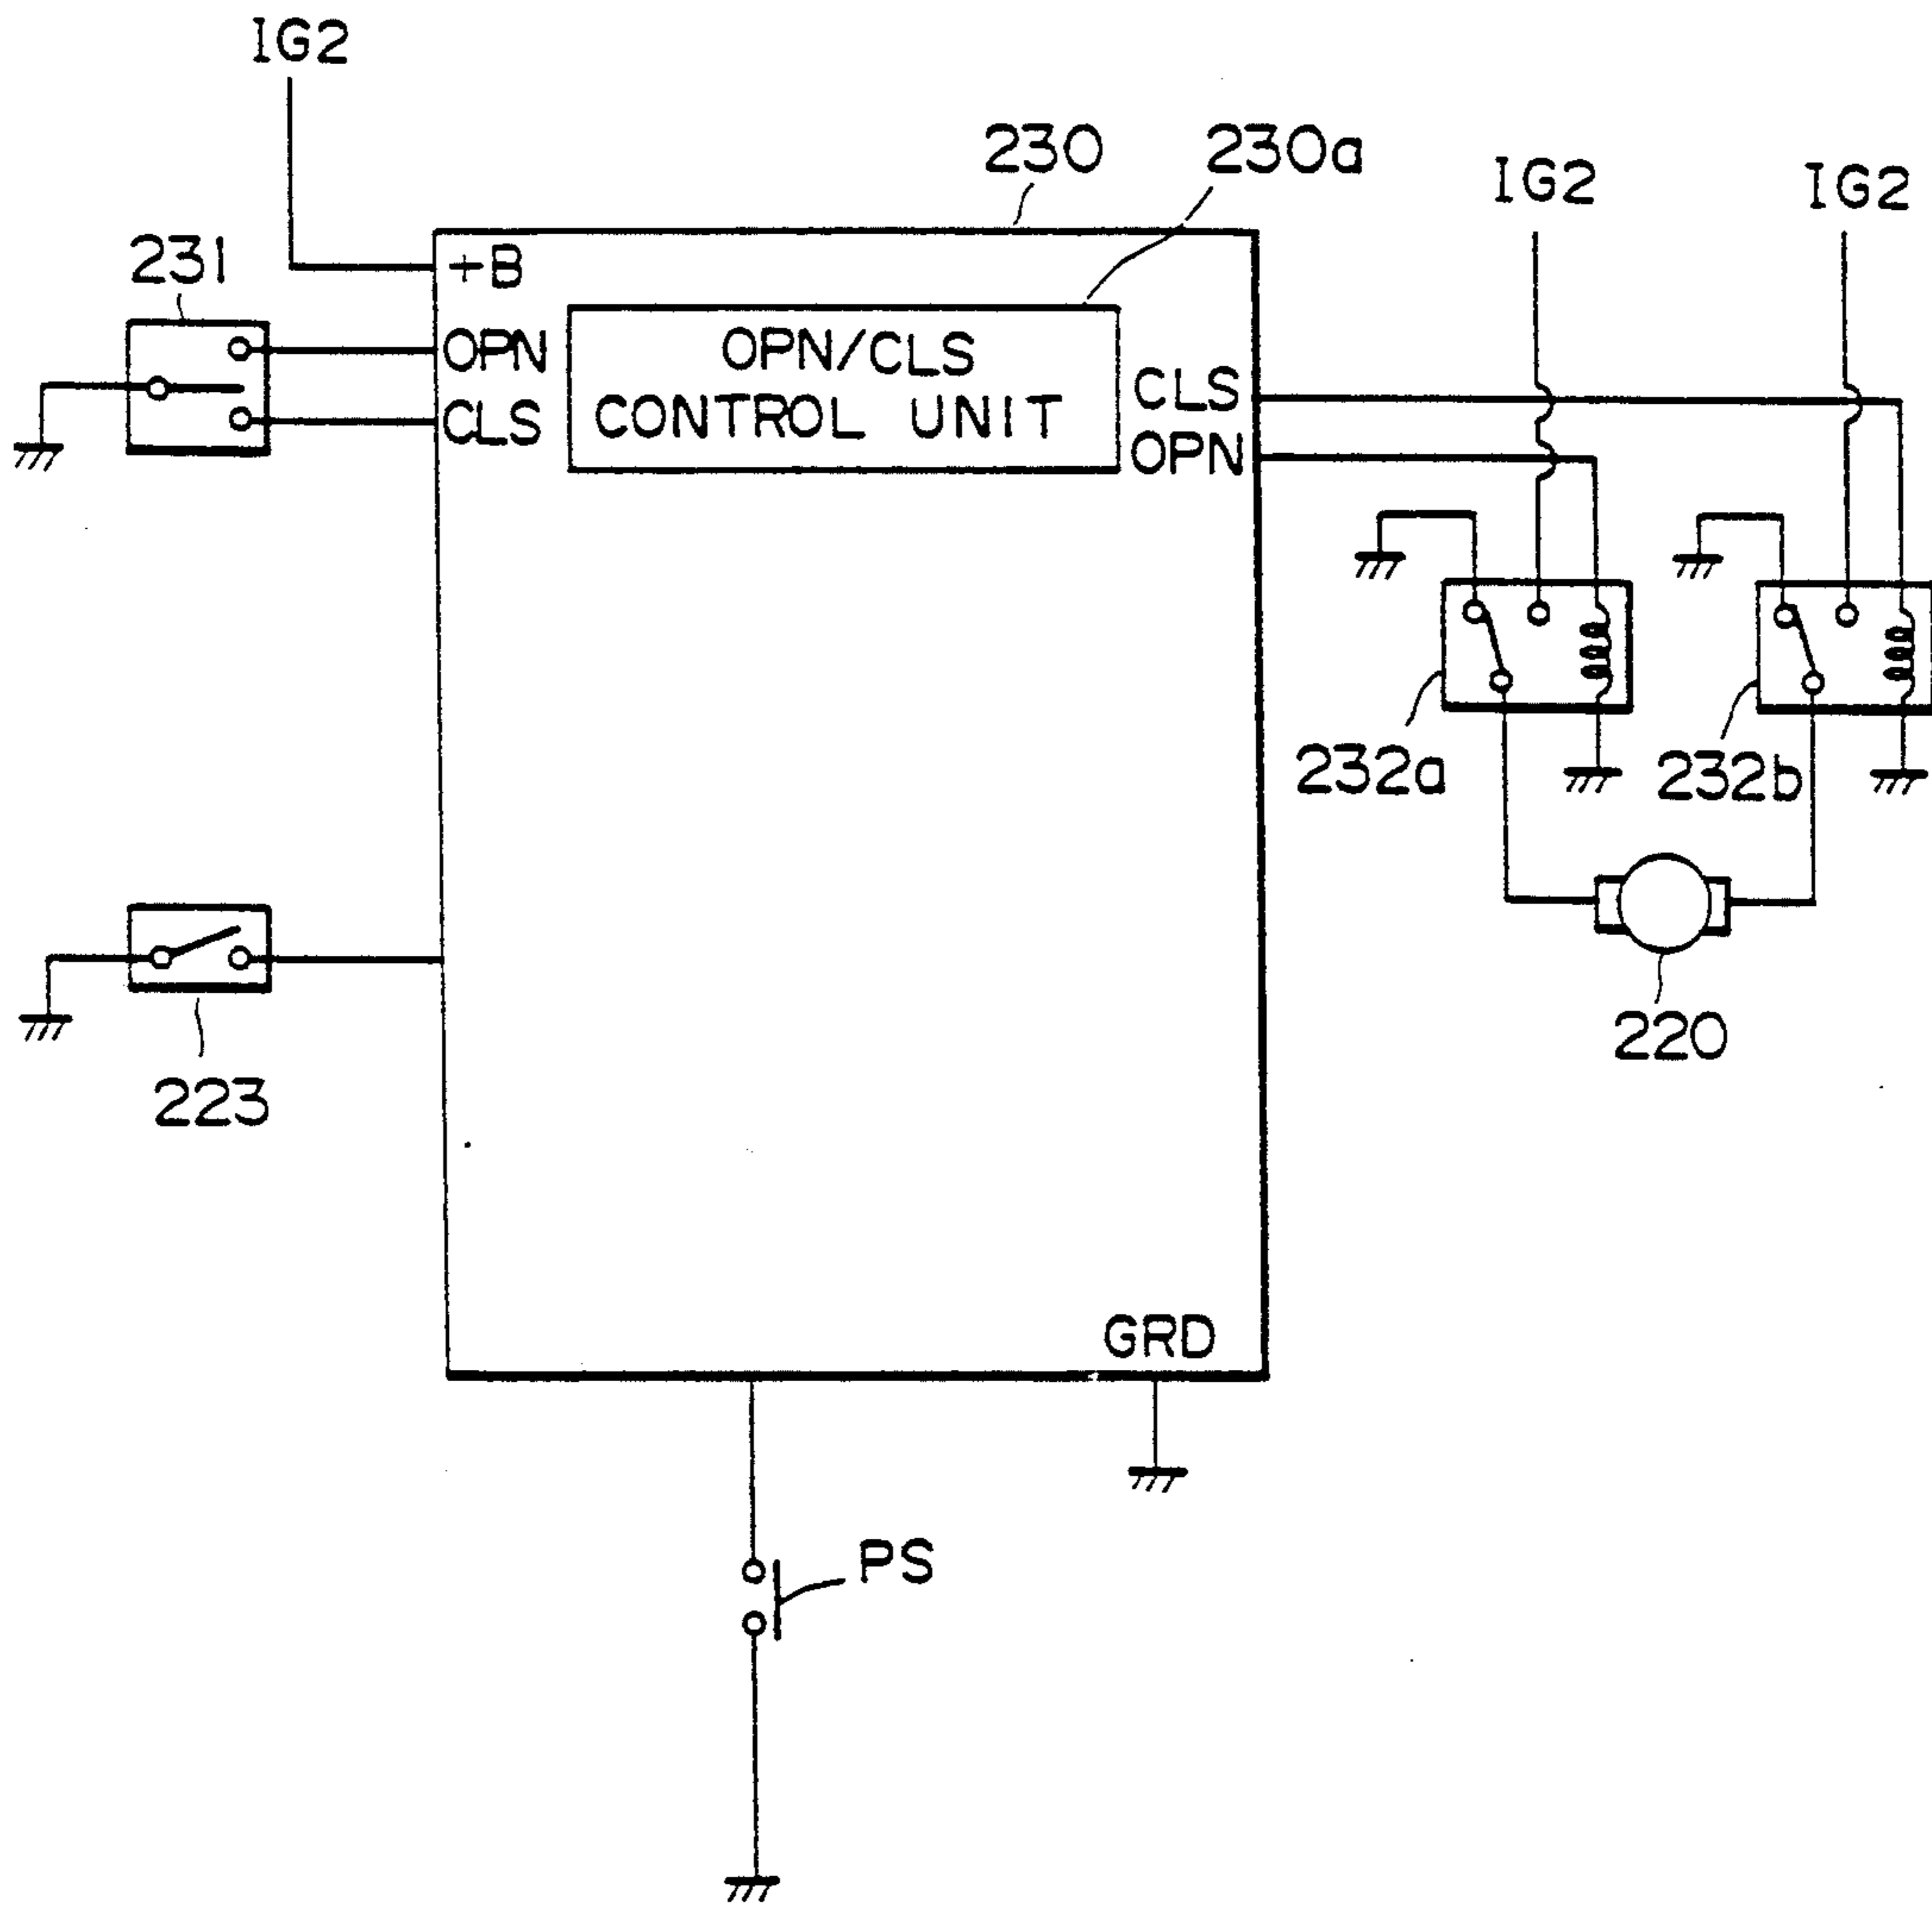 IG2
230
230a
IG2
IG2
231
+B
OPN
CLS
OPN/CLS
CONTROL UNIT
CLS
OPN
232a
232b
220
223
GRD
PS